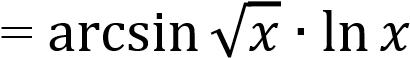 = arcsin √x · ln x